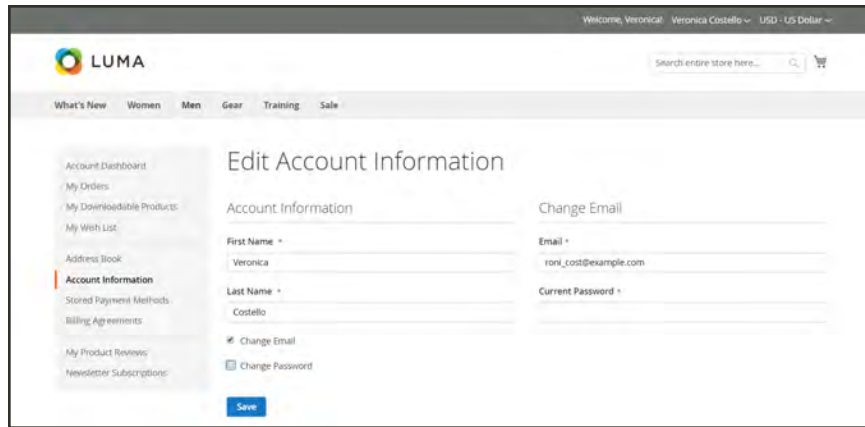 Welcome, Veronica! Veronica Costello USD - US Dollar
LUMA
Search entire store here...
What's New Women Men Gear Training Sale
Account Dashboard
My Orders
My Downloadable Products
My Wish List
Address Book
Account Information
Stored Payment Methods
Billing Agreements
My Product Reviews
Newsletter Subscriptions
Edit Account Information
Account Information
First Name *
Veronica
Last Name *
Costello
Change Email
Change Password
Save
Change Email
Email *
roni_cost@example.com
Current Password *